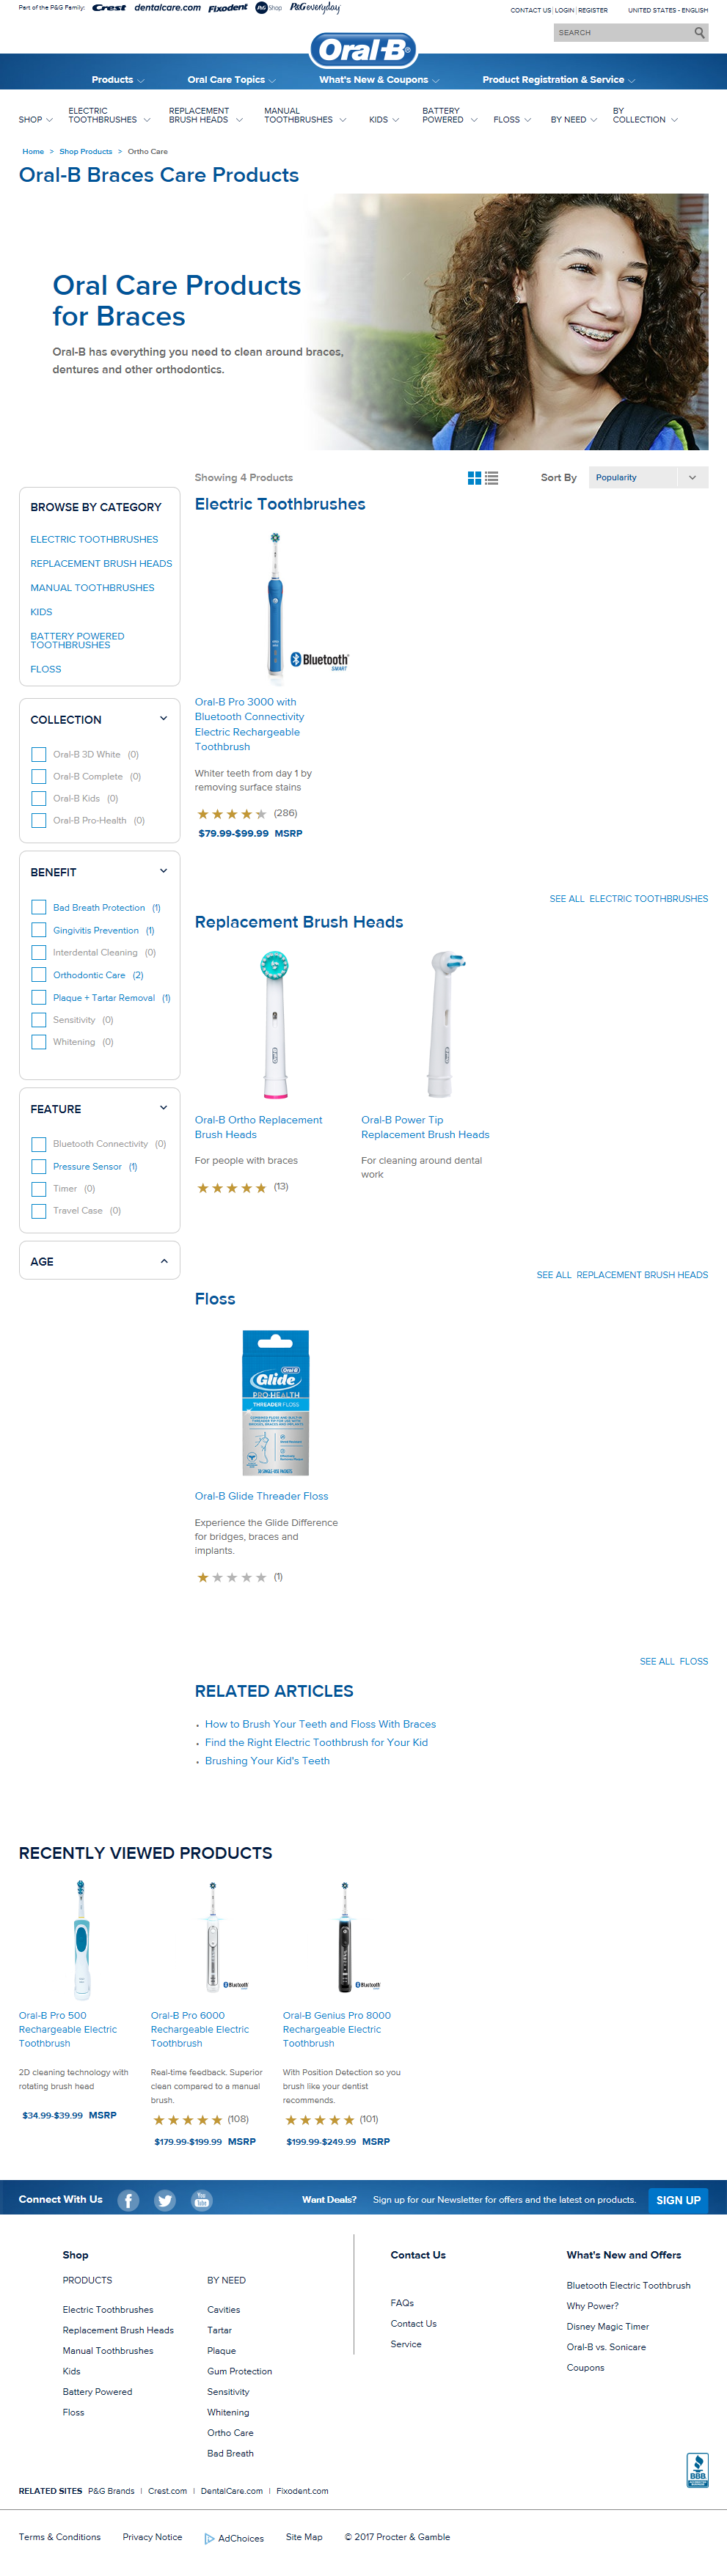 Part of the P&G Family: Crest dentalcare.com Fixodent P&G Shop P&G everyday
CONTACT US | LOGIN | REGISTER UNITED STATES - ENGLISH
SEARCH
Oral-B®
Products Oral Care Topics What's New & Coupons Product Registration & Service
SHOP ELECTRIC TOOTHBRUSHES REPLACEMENT BRUSH HEADS MANUAL TOOTHBRUSHES KIDS BATTERY POWERED FLOSS BY NEED BY COLLECTION
Home > Shop Products > Ortho Care
Oral-B Braces Care Products
Oral Care Products
for Braces
Oral-B has everything you need to clean around braces,
dentures and other orthodontics.
Showing 4 Products
Sort By Popularity
BROWSE BY CATEGORY
ELECTRIC TOOTHBRUSHES
REPLACEMENT BRUSH HEADS
MANUAL TOOTHBRUSHES
KIDS
BATTERY POWERED
TOOTHBRUSHES
FLOSS
COLLECTION
Oral-B 3D White (0)
Oral-B Complete (0)
Oral-B Kids (0)
Oral-B Pro-Health (0)
BENEFIT
Bad Breath Protection (1)
Gingivitis Prevention (1)
Interdental Cleaning (0)
Orthodontic Care (2)
Plaque + Tartar Removal (1)
Sensitivity (0)
Whitening (0)
FEATURE
Bluetooth Connectivity (0)
Pressure Sensor (1)
Timer (0)
Travel Case (0)
AGE
Electric Toothbrushes
Bluetooth
SMART
Oral-B Pro 3000 with
Bluetooth Connectivity
Electric Rechargeable
Toothbrush
Whiter teeth from day 1 by
removing surface stains
(286)
$79.99-$99.99 MSRP
SEE ALL ELECTRIC TOOTHBRUSHES
Replacement Brush Heads
Oral-B Ortho Replacement
Brush Heads
For people with braces
(13)
Oral-B Power Tip
Replacement Brush Heads
For cleaning around dental
work
SEE ALL REPLACEMENT BRUSH HEADS
Floss
Oral-B
Glide
PRO-HEALTH
THREADER FLOSS
Oral-B Glide Threader Floss
Experience the Glide Difference
for bridges, braces and
implants.
(1)
SEE ALL FLOSS
RELATED ARTICLES
• How to Brush Your Teeth and Floss With Braces
• Find the Right Electric Toothbrush for Your Kid
• Brushing Your Kid's Teeth
RECENTLY VIEWED PRODUCTS
Oral-B Pro 500
Rechargeable Electric
Toothbrush
2D cleaning technology with
rotating brush head
$34.99-$39.99 MSRP
Bluetooth
Oral-B Pro 6000
Rechargeable Electric
Toothbrush
Real-time feedback. Superior
clean compared to a manual
brush.
(108)
$179.99-$199.99 MSRP
Bluetooth
Oral-B Genius Pro 8000
Rechargeable Electric
Toothbrush
With Position Detection so you
brush like your dentist
recommends.
(101)
$199.99-$249.99 MSRP
Connect With Us You Tube Want Deals? Sign up for our Newsletter for offers and the latest on products. SIGN UP
Shop
PRODUCTS
Electric Toothbrushes
Replacement Brush Heads
Manual Toothbrushes
Kids
Battery Powered
Floss
BY NEED
Cavities
Tartar
Plaque
Gum Protection
Sensitivity
Whitening
Ortho Care
Bad Breath
Contact Us
FAQs
Contact Us
Service
What's New and Offers
Bluetooth Electric Toothbrush
Why Power?
Disney Magic Timer
Oral-B vs. Sonicare
Coupons
BBB
RELATED SITES P&G Brands | Crest.com | DentalCare.com | Fixodent.com
Terms & Conditions Privacy Notice AdChoices Site Map © 2017 Procter & Gamble